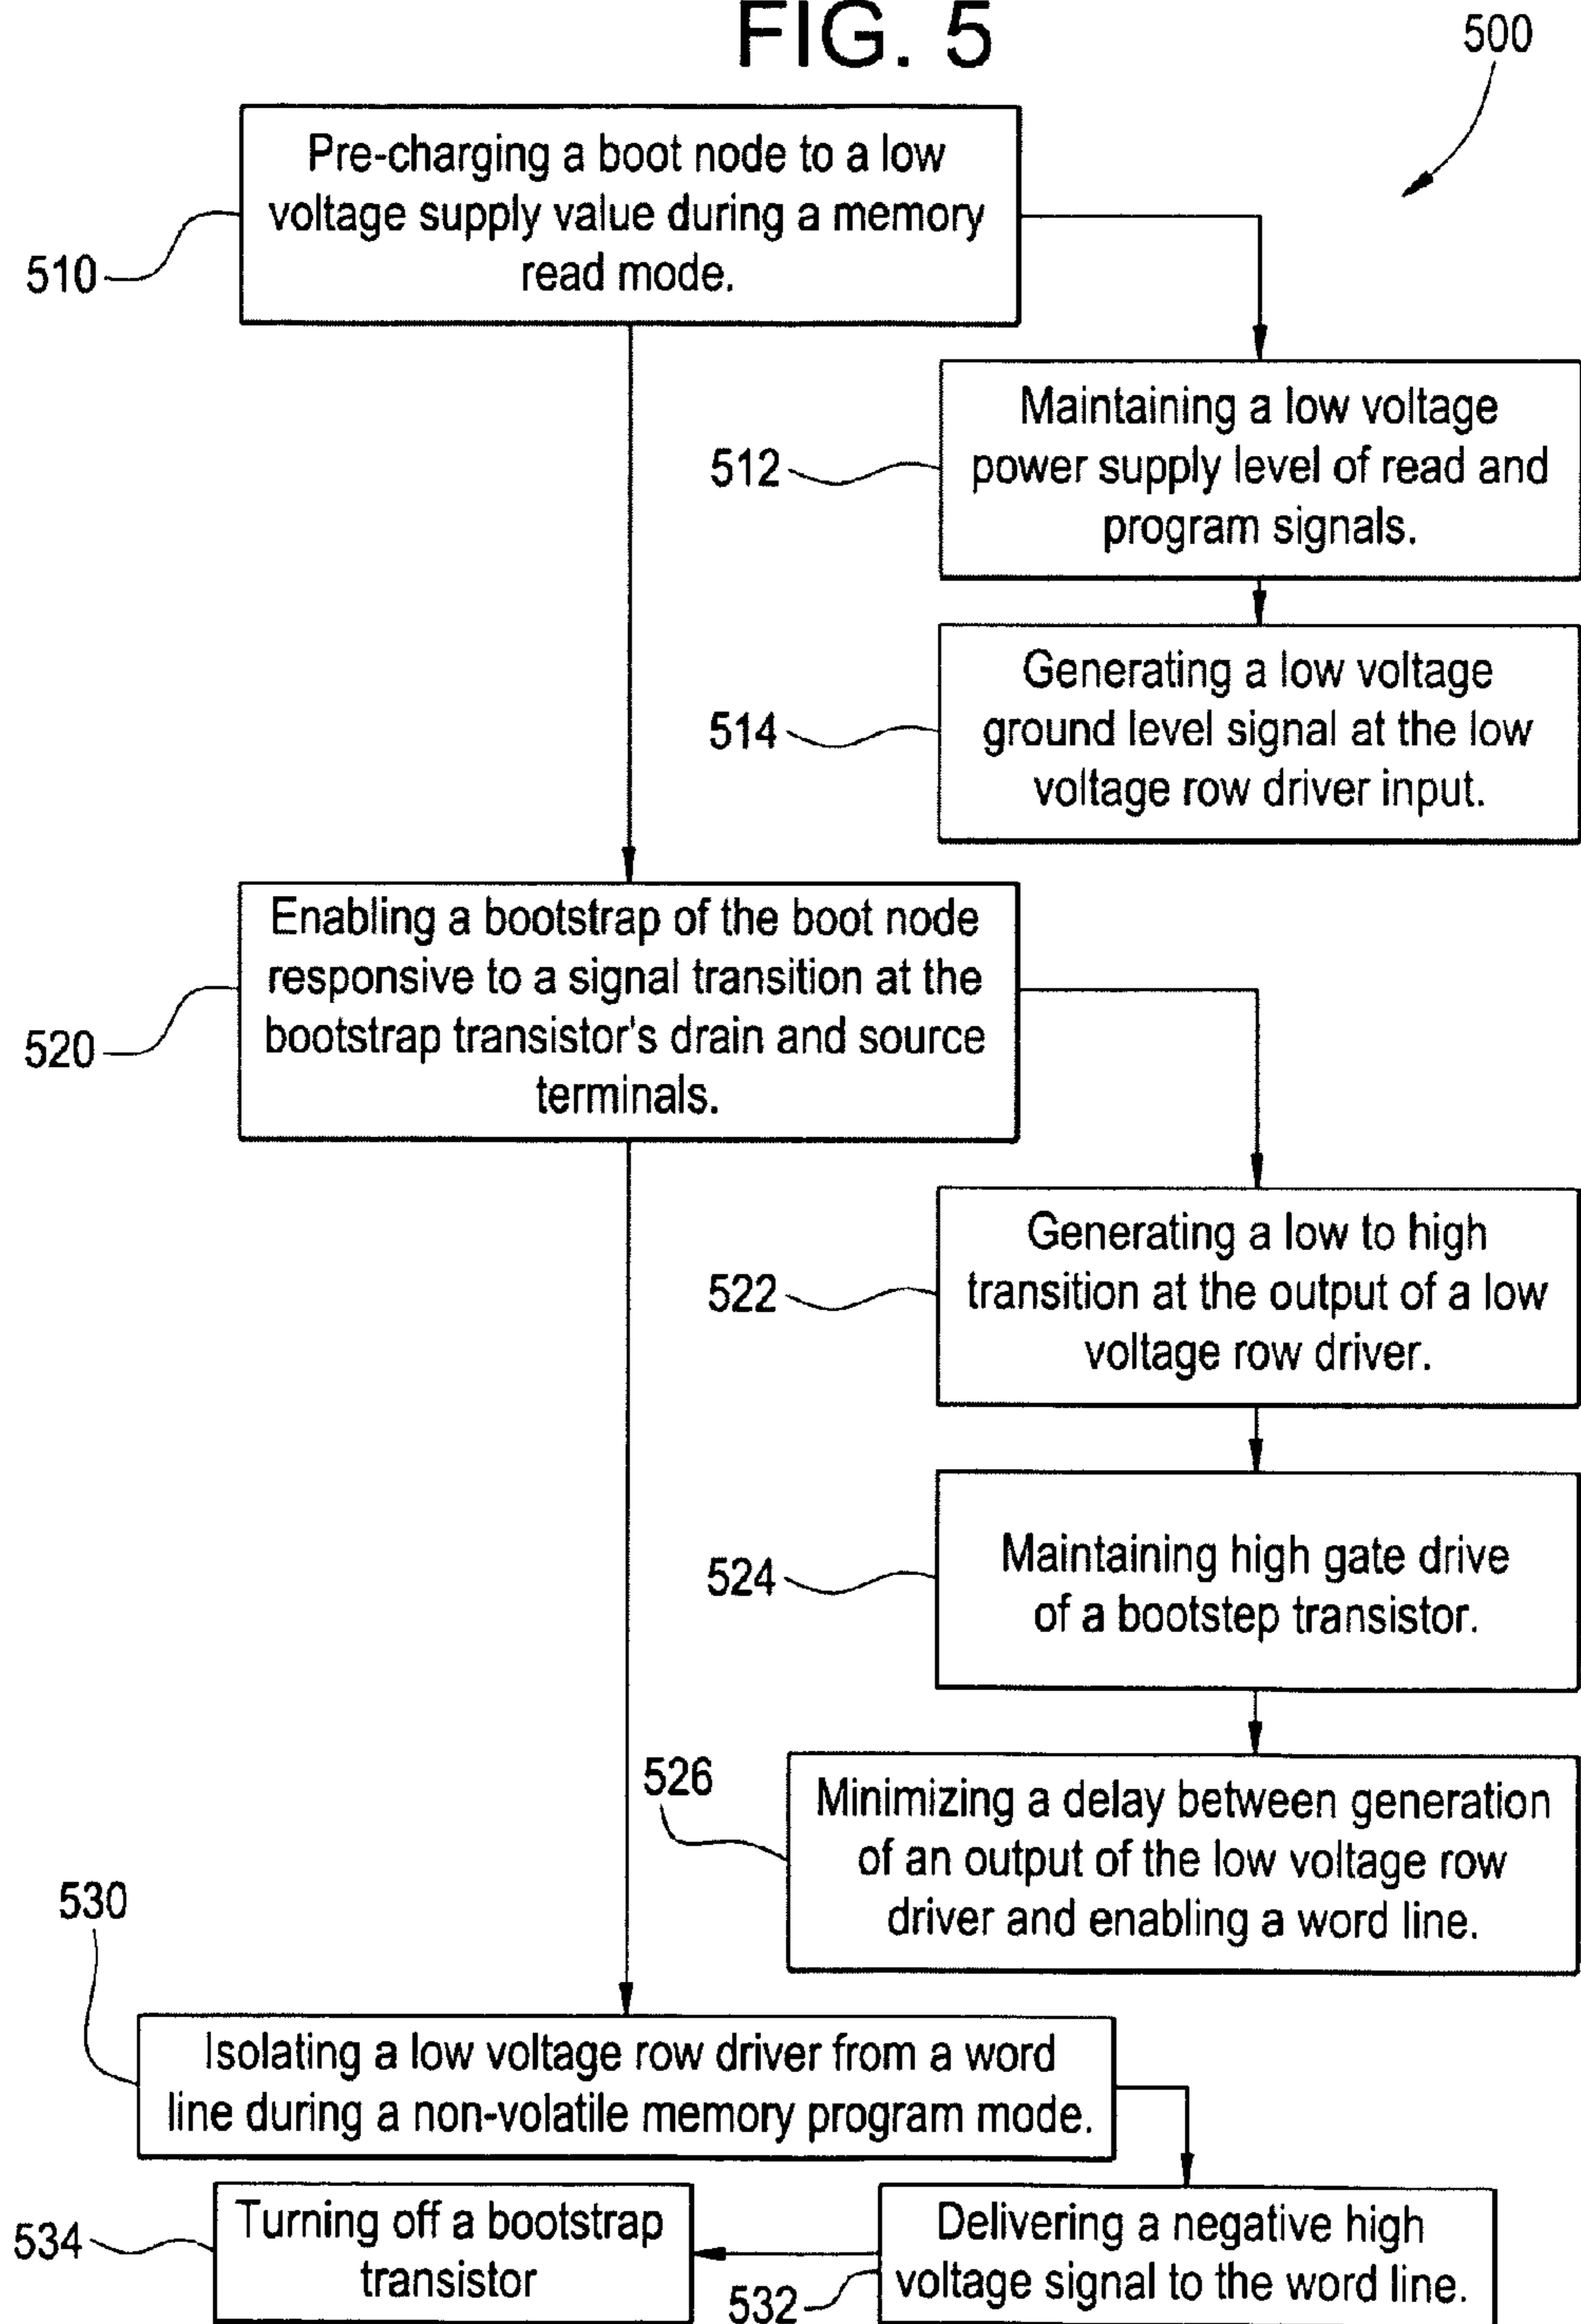 FIG. 5
500
Pre-charging a boot node to a low
voltage supply value during a memory
read mode.
510
Maintaining a low voltage
power supply level of read and
program signals.
512
Generating a low voltage
ground level signal at the low
voltage row driver input.
514
Enabling a bootstrap of the boot node
responsive to a signal transition at the
bootstrap transistor's drain and source
terminals.
520
Generating a low to high
transition at the output of a low
voltage row driver.
522
Maintaining high gate drive
of a bootstep transistor.
524
526
Minimizing a delay between generation
of an output of the low voltage row
driver and enabling a word line.
530
Isolating a low voltage row driver from a word
line during a non-volatile memory program mode.
Delivering a negative high
voltage signal to the word line.
532
Turning off a bootstrap
transistor
534